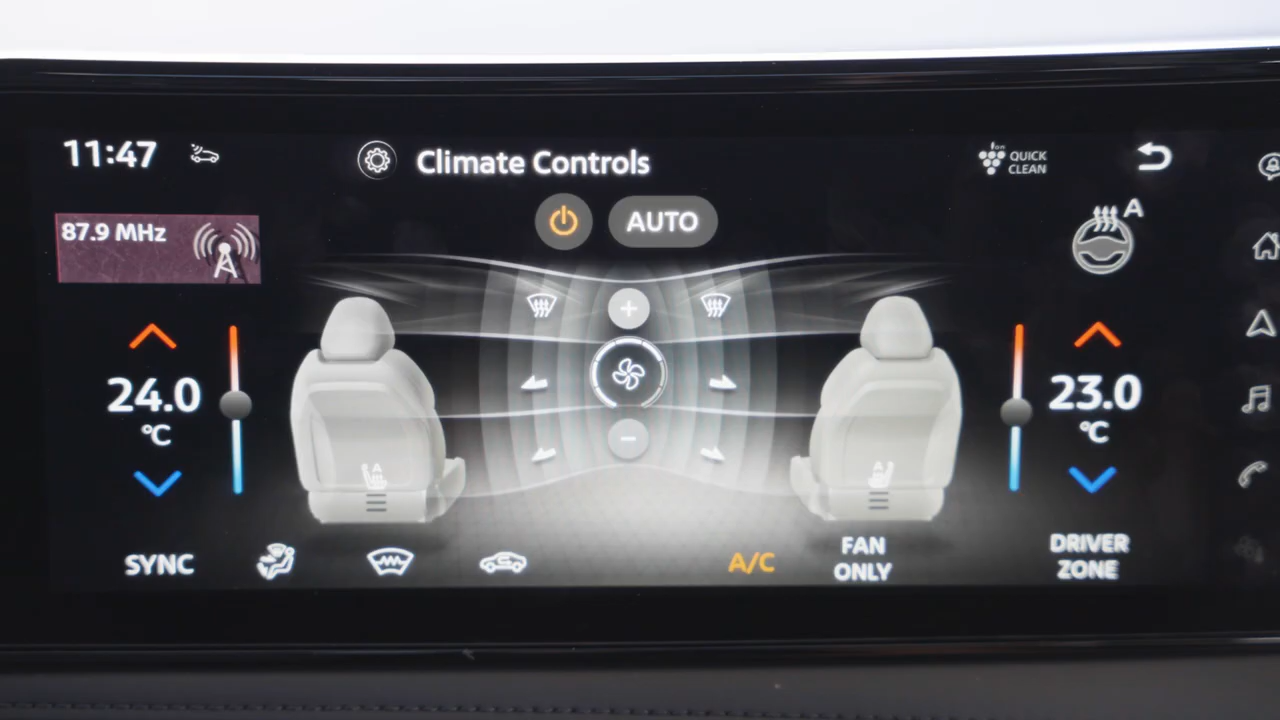 11:47
Climate Controls
QUICK
CLEAN
87.9 MHz
AUTO
A
24.0
°C
23.0
°C
A
A
SYNC
A/C
FAN
ONLY
DRIVER
ZONE